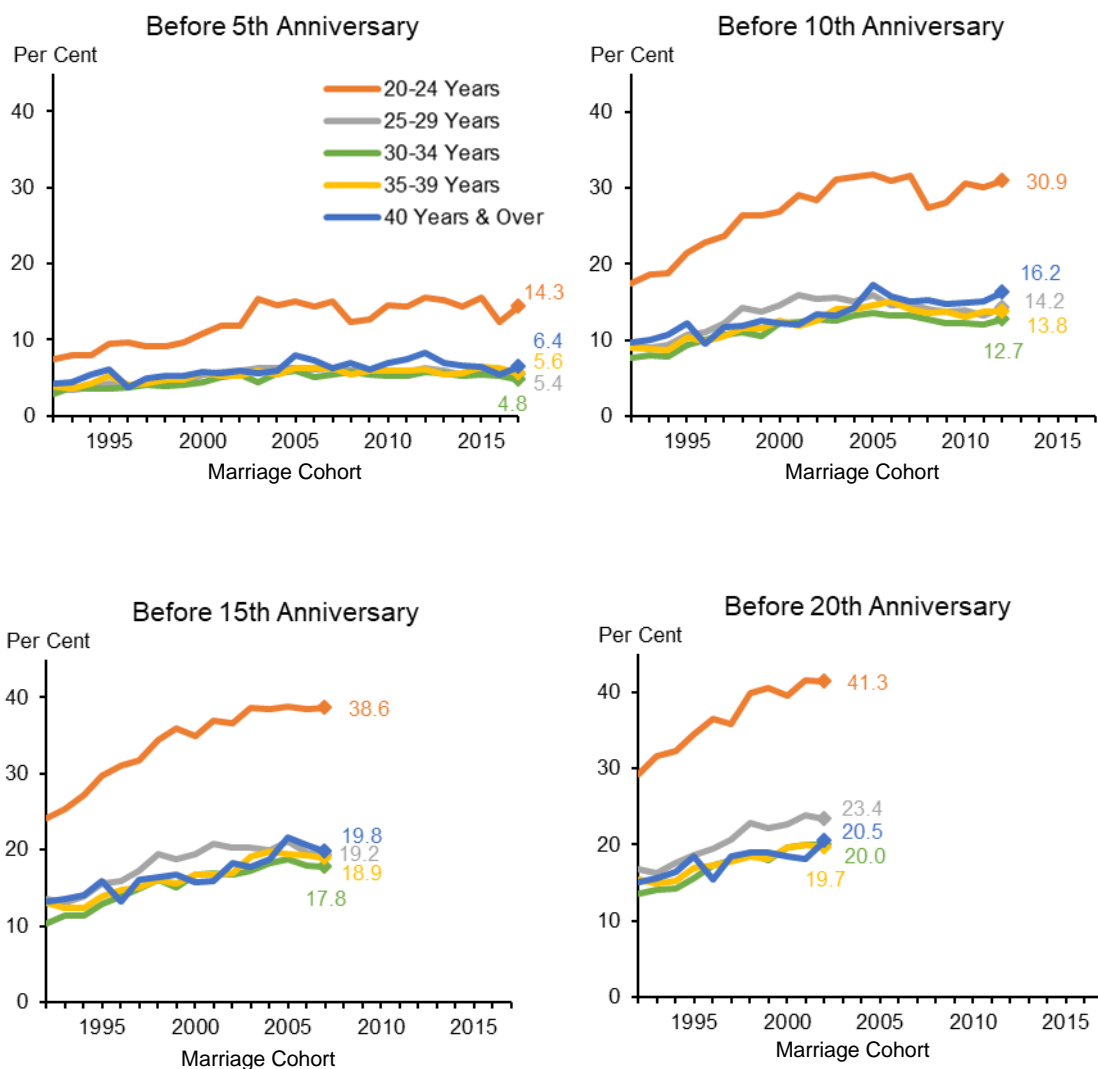 Before 5th Anniversary
Per Cent
40
30
20
10
0
20-24 Years
25-29 Years
30-34 Years
35-39 Years
40 Years & Over
14.3
6.4
5.6
5.4
4.8
1995 2000 2005 2010 2015
Marriage Cohort
Before 10th Anniversary
Per Cent
40
30
20
10
0
30.9
16.2
14.2
13.8
12.7
1995 2000 2005 2010 2015
Marriage Cohort
Before 15th Anniversary
Per Cent
40
30
20
10
0
38.6
19.8
19.2
18.9
17.8
1995 2000 2005 2010 2015
Marriage Cohort
Before 20th Anniversary
Per Cent
40
30
20
10
0
41.3
23.4
20.5
20.0
19.7
1995 2000 2005 2010 2015
Marriage Cohort